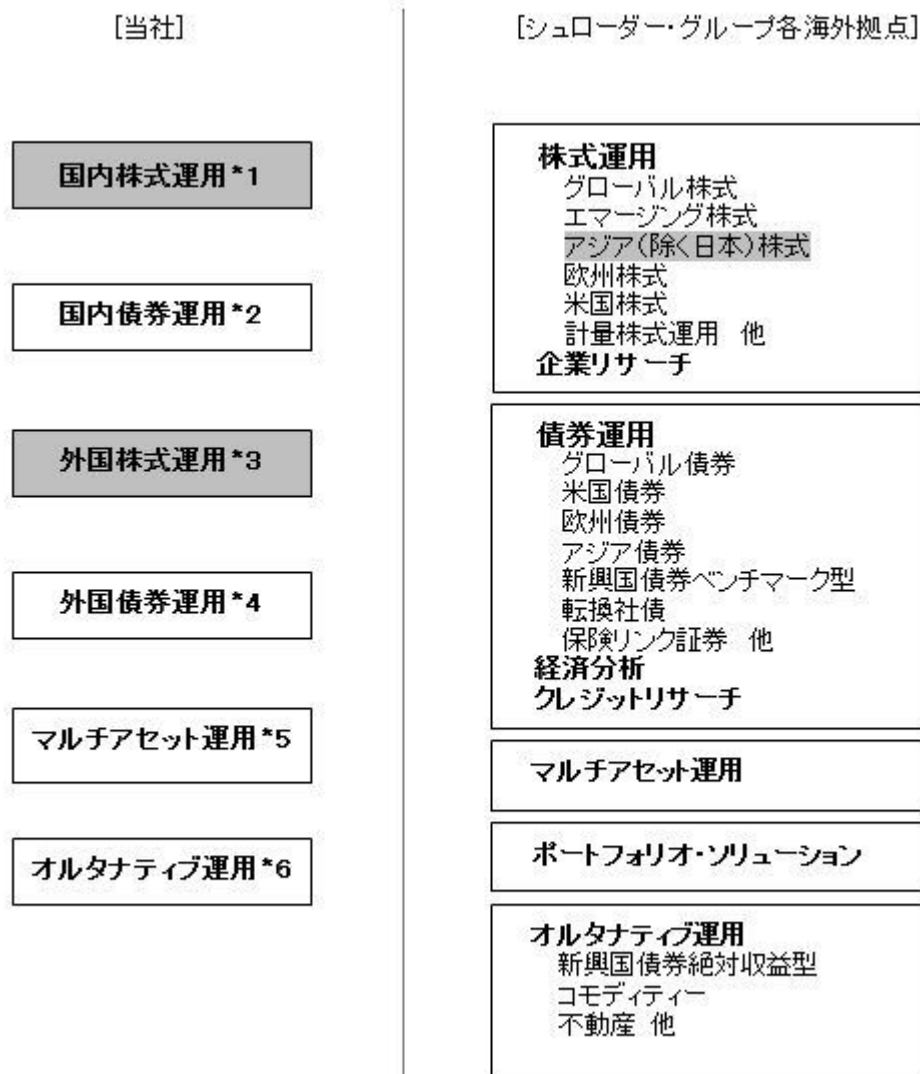 [当社]
国内株式運用*1
国内債券運用*2
外国株式運用*3
外国債券運用*4
マルチアセット運用*5
オルタナティブ運用*6
[シュローダー・グループ各海外拠点]
株式運用
グローバル株式
エマージング株式
アジア(除く日本)株式
欧州株式
米国株式
計量株式運用 他
企業リサーチ
債券運用
グローバル債券
米国債券
欧州債券
アジア債券
新興国債券ベンチマーク型
転換社債
保険リンク証券 他
経済分析
クレジットリサーチ
マルチアセット運用
ポートフォリオ・ソリューション
オルタナティブ運用
新興国債券絶対収益型
コモディティー
不動産 他